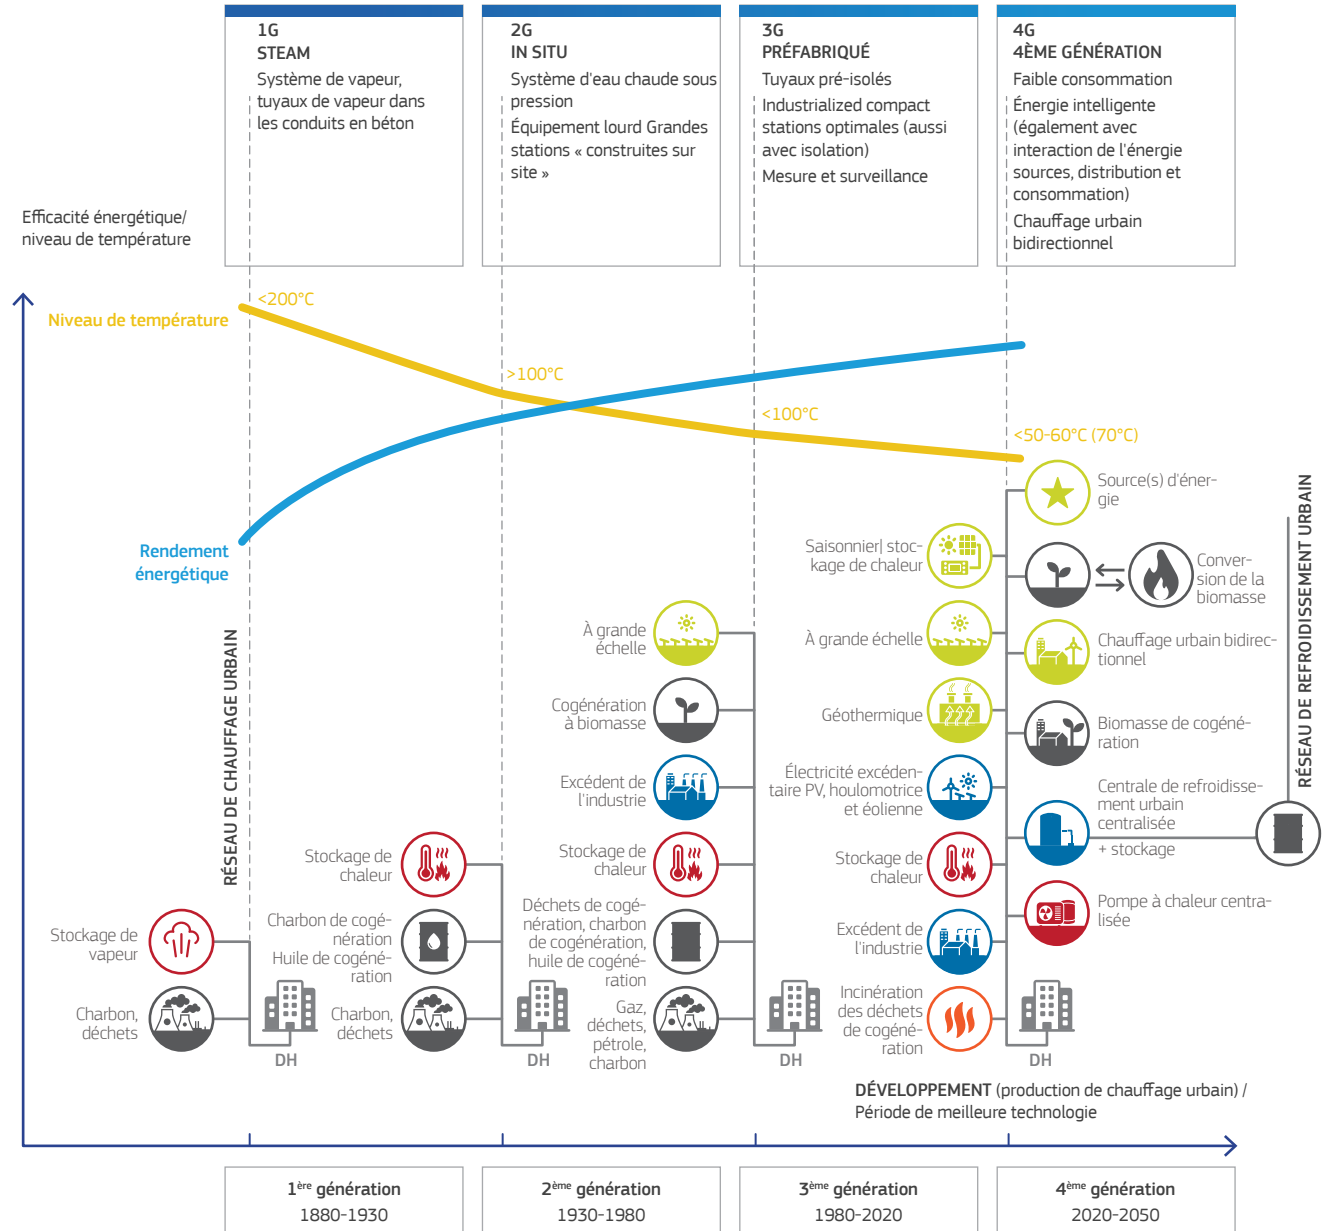 1G
STEAM
Système de vapeur,
tuyaux de vapeur dans
les conduits en béton
2G
IN SITU
Système d'eau chaude sous
pression
Équipement lourd Grandes
stations « construites sur
site »
3G
PRÉFABRIQUÉ
Tuyaux pré-isolés
Industrialized compact
stations optimales (aussi
avec isolation)
Mesure et surveillance
4G
4ÈME GÉNÉRATION
Faible consommation
Énergie intelligente
(également avec
interaction de l'énergie
sources, distribution et
consommation)
Chauffage urbain
bidirectionnel
Efficacité énergétique/
niveau de température
Niveau de température
<200°C
>100°C
<100°C
<50-60°C (70°C)
Rendement
énergétique
RÉSEAU DE CHAUFFAGE URBAIN
Stockage de
vapeur
Charbon,
déchets
DH
Stockage de
chaleur
Charbon de cogé-
nération
Huile de cogéné-
ration
Charbon,
déchets
DH
À grande
échelle
Cogénération
à biomasse
Excédent de
l'industrie
Stockage de
chaleur
Déchets de cogé-
nération, charbon
de cogénération,
huile de cogéné-
ration
Gaz,
déchets,
pétrole,
charbon
DH
Saisonnier| stoc-
kage de chaleur
À grande échelle
Géothermique
Électricité excéden-
taire PV, houlomotrice
et éolienne
Stockage de
chaleur
Excédent de
l'industrie
Incinération
des déchets
de cogéné-
ration
DH
Source(s) d'éner-
gie
Conver-
sion de la
biomasse
Chauffage urbain bidirec-
tionnel
Biomasse de cogéné-
ration
Centrale de refroidisse-
ment urbain
centralisée
+ stockage
Pompe à chaleur centra-
lisée
RÉSEAU DE REFROIDISSEMENT URBAIN
DÉVELOPPEMENT (production de chauffage urbain) /
Période de meilleure technologie
1ère génération
1880-1930
2ème génération
1930-1980
3ème génération
1980-2020
4ème génération
2020-2050